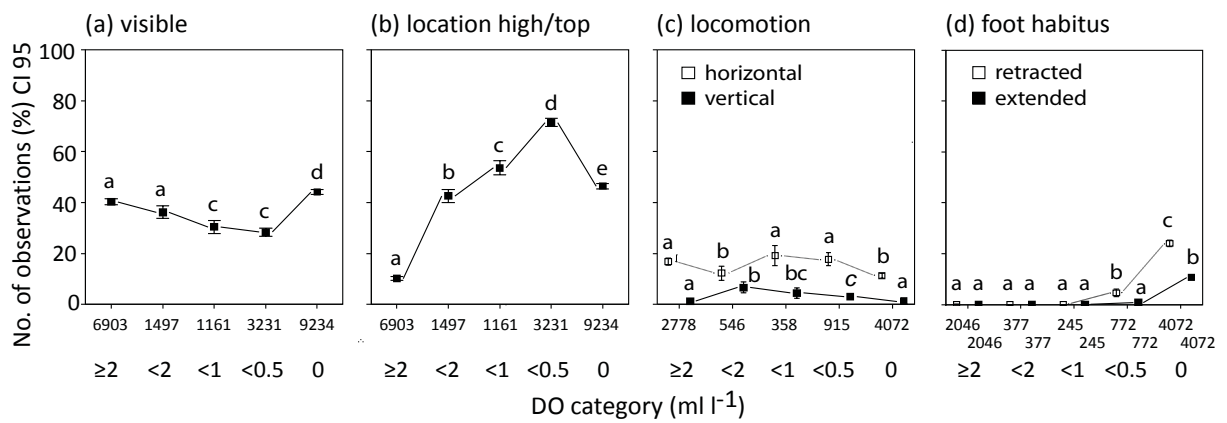 (a) visible (b) location high/top (c) locomotion (d) foot habitus
No. of observations (%) CI 95
100
80
60
40
20
0
a a c c d
6903 1497 1161 3231 9234
≥2 <2 <1 <0.5 0
a b c d e
6903 1497 1161 3231 9234
≥2 <2 <1 <0.5 0
horizontal
vertical
a b a a b
a b bc c a
2778 546 358 915 4072
≥2 <2 <1 <0.5 0
retracted
extended
a a a a a a b a c b
2046 377 245 772 4072
2046 377 245 772 4072
≥2 <2 <1 <0.5 0
DO category (ml l-1)